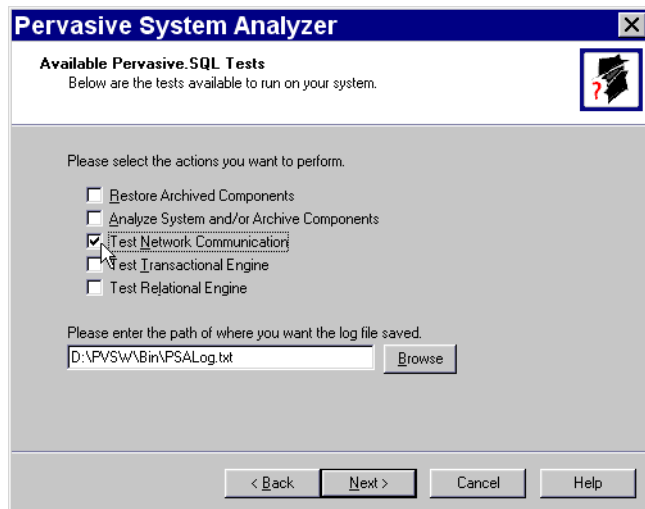 Pervasive System Analyzer
Available Pervasive.SQL Tests
Below are the tests available to run on your system.
?
Please select the actions you want to perform.
Restore Archived Components
Analyze System and/or Archive Components
Test Network Communication
Test Transactional Engine
Test Relational Engine
Please enter the path of where you want the log file saved.
D:\PVSW\Bin\PSALog.txt
Browse
< Back
Next >
Cancel
Help